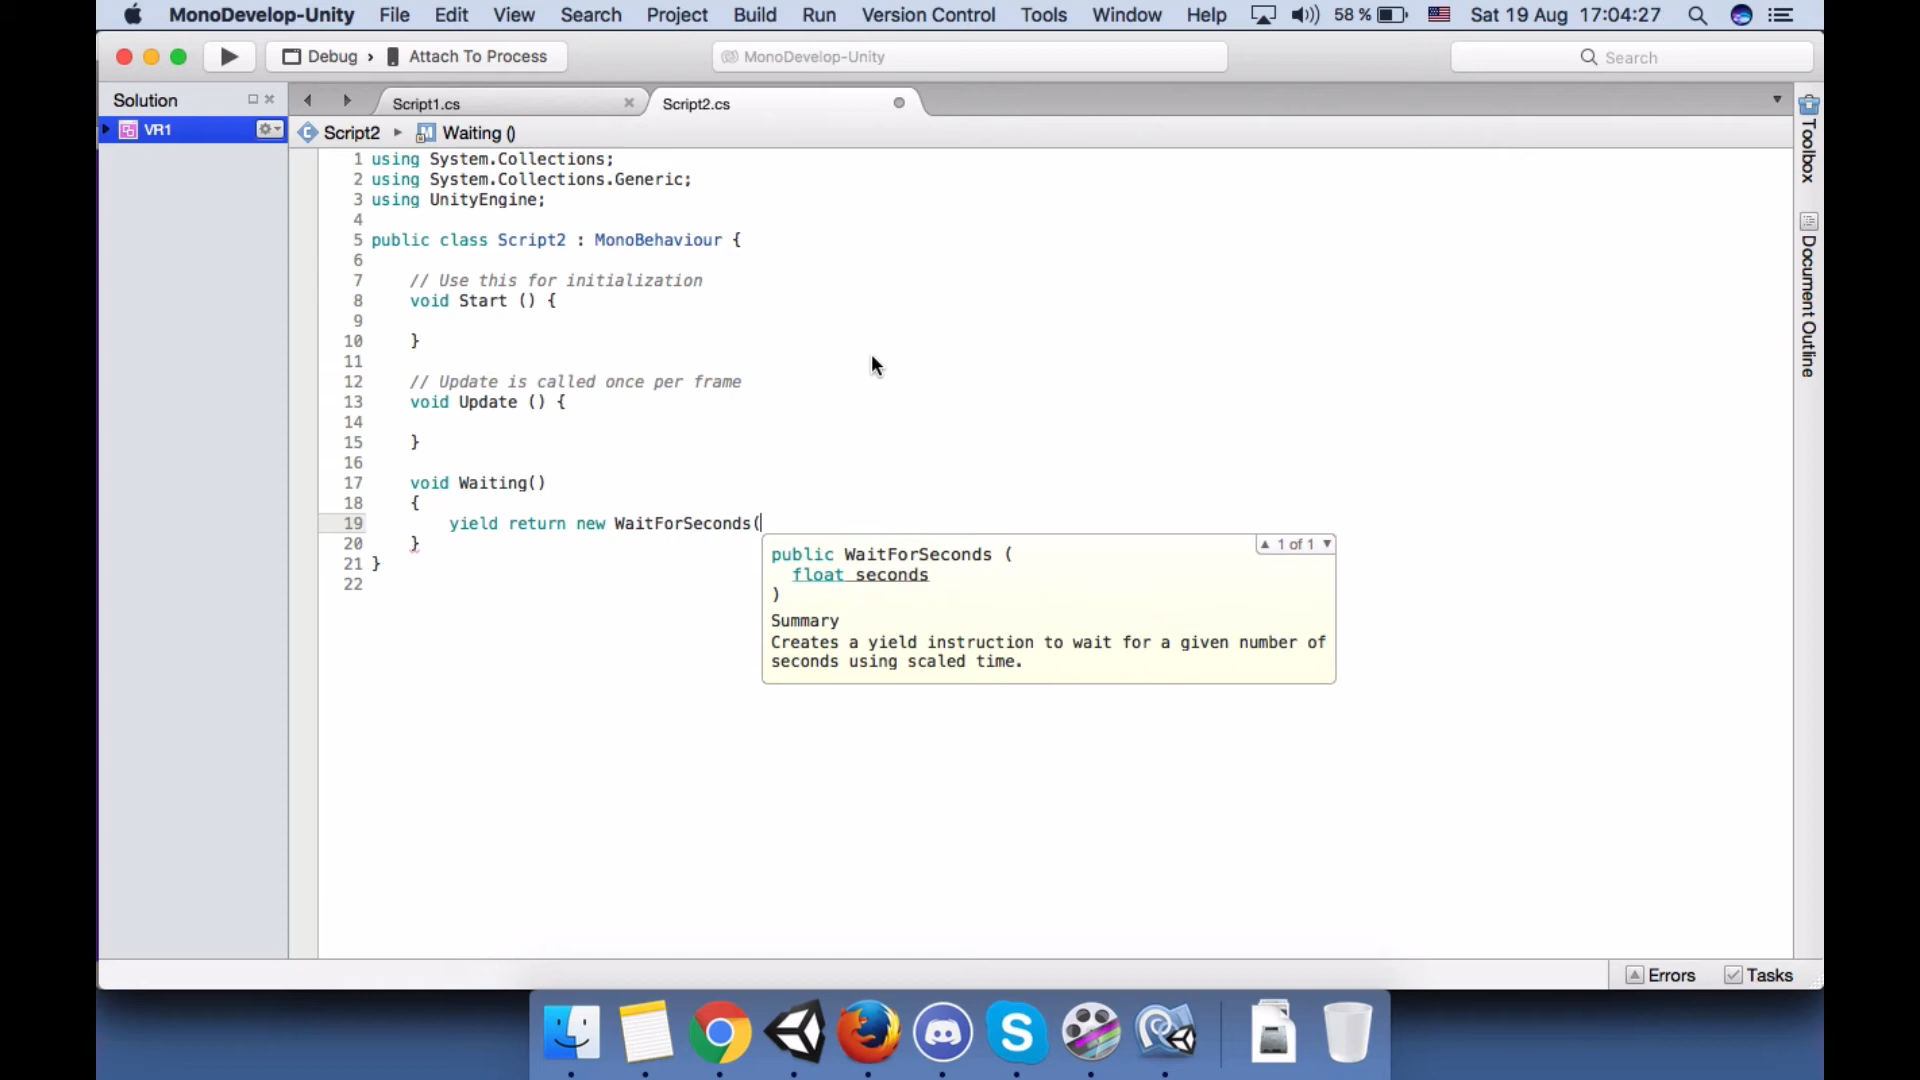 MonoDevelop-Unity File Edit View Search Project Build Run Version Control Tools Window Help 58 % Sat 19 Aug 17:04:27
Debug › Attach To Process MonoDevelop-Unity Search
Solution Script1.cs Script2.cs
VR1 Script2 Waiting ()
1 using System.Collections;
2 using System.Collections.Generic;
3 using UnityEngine;
4
5 public class Script2 : MonoBehaviour {
6
7 // Use this for initialization
8 void Start () {
9
10 }
11
12 // Update is called once per frame
13 void Update () {
14
15 }
16
17 void Waiting()
18 {
19 yield return new WaitForSeconds(
20 }
21 }
22
1 of 1
public WaitForSeconds (
float seconds
)
Summary
Creates a yield instruction to wait for a given number of
seconds using scaled time.
Toolbox
Document Outline
Errors Tasks
S